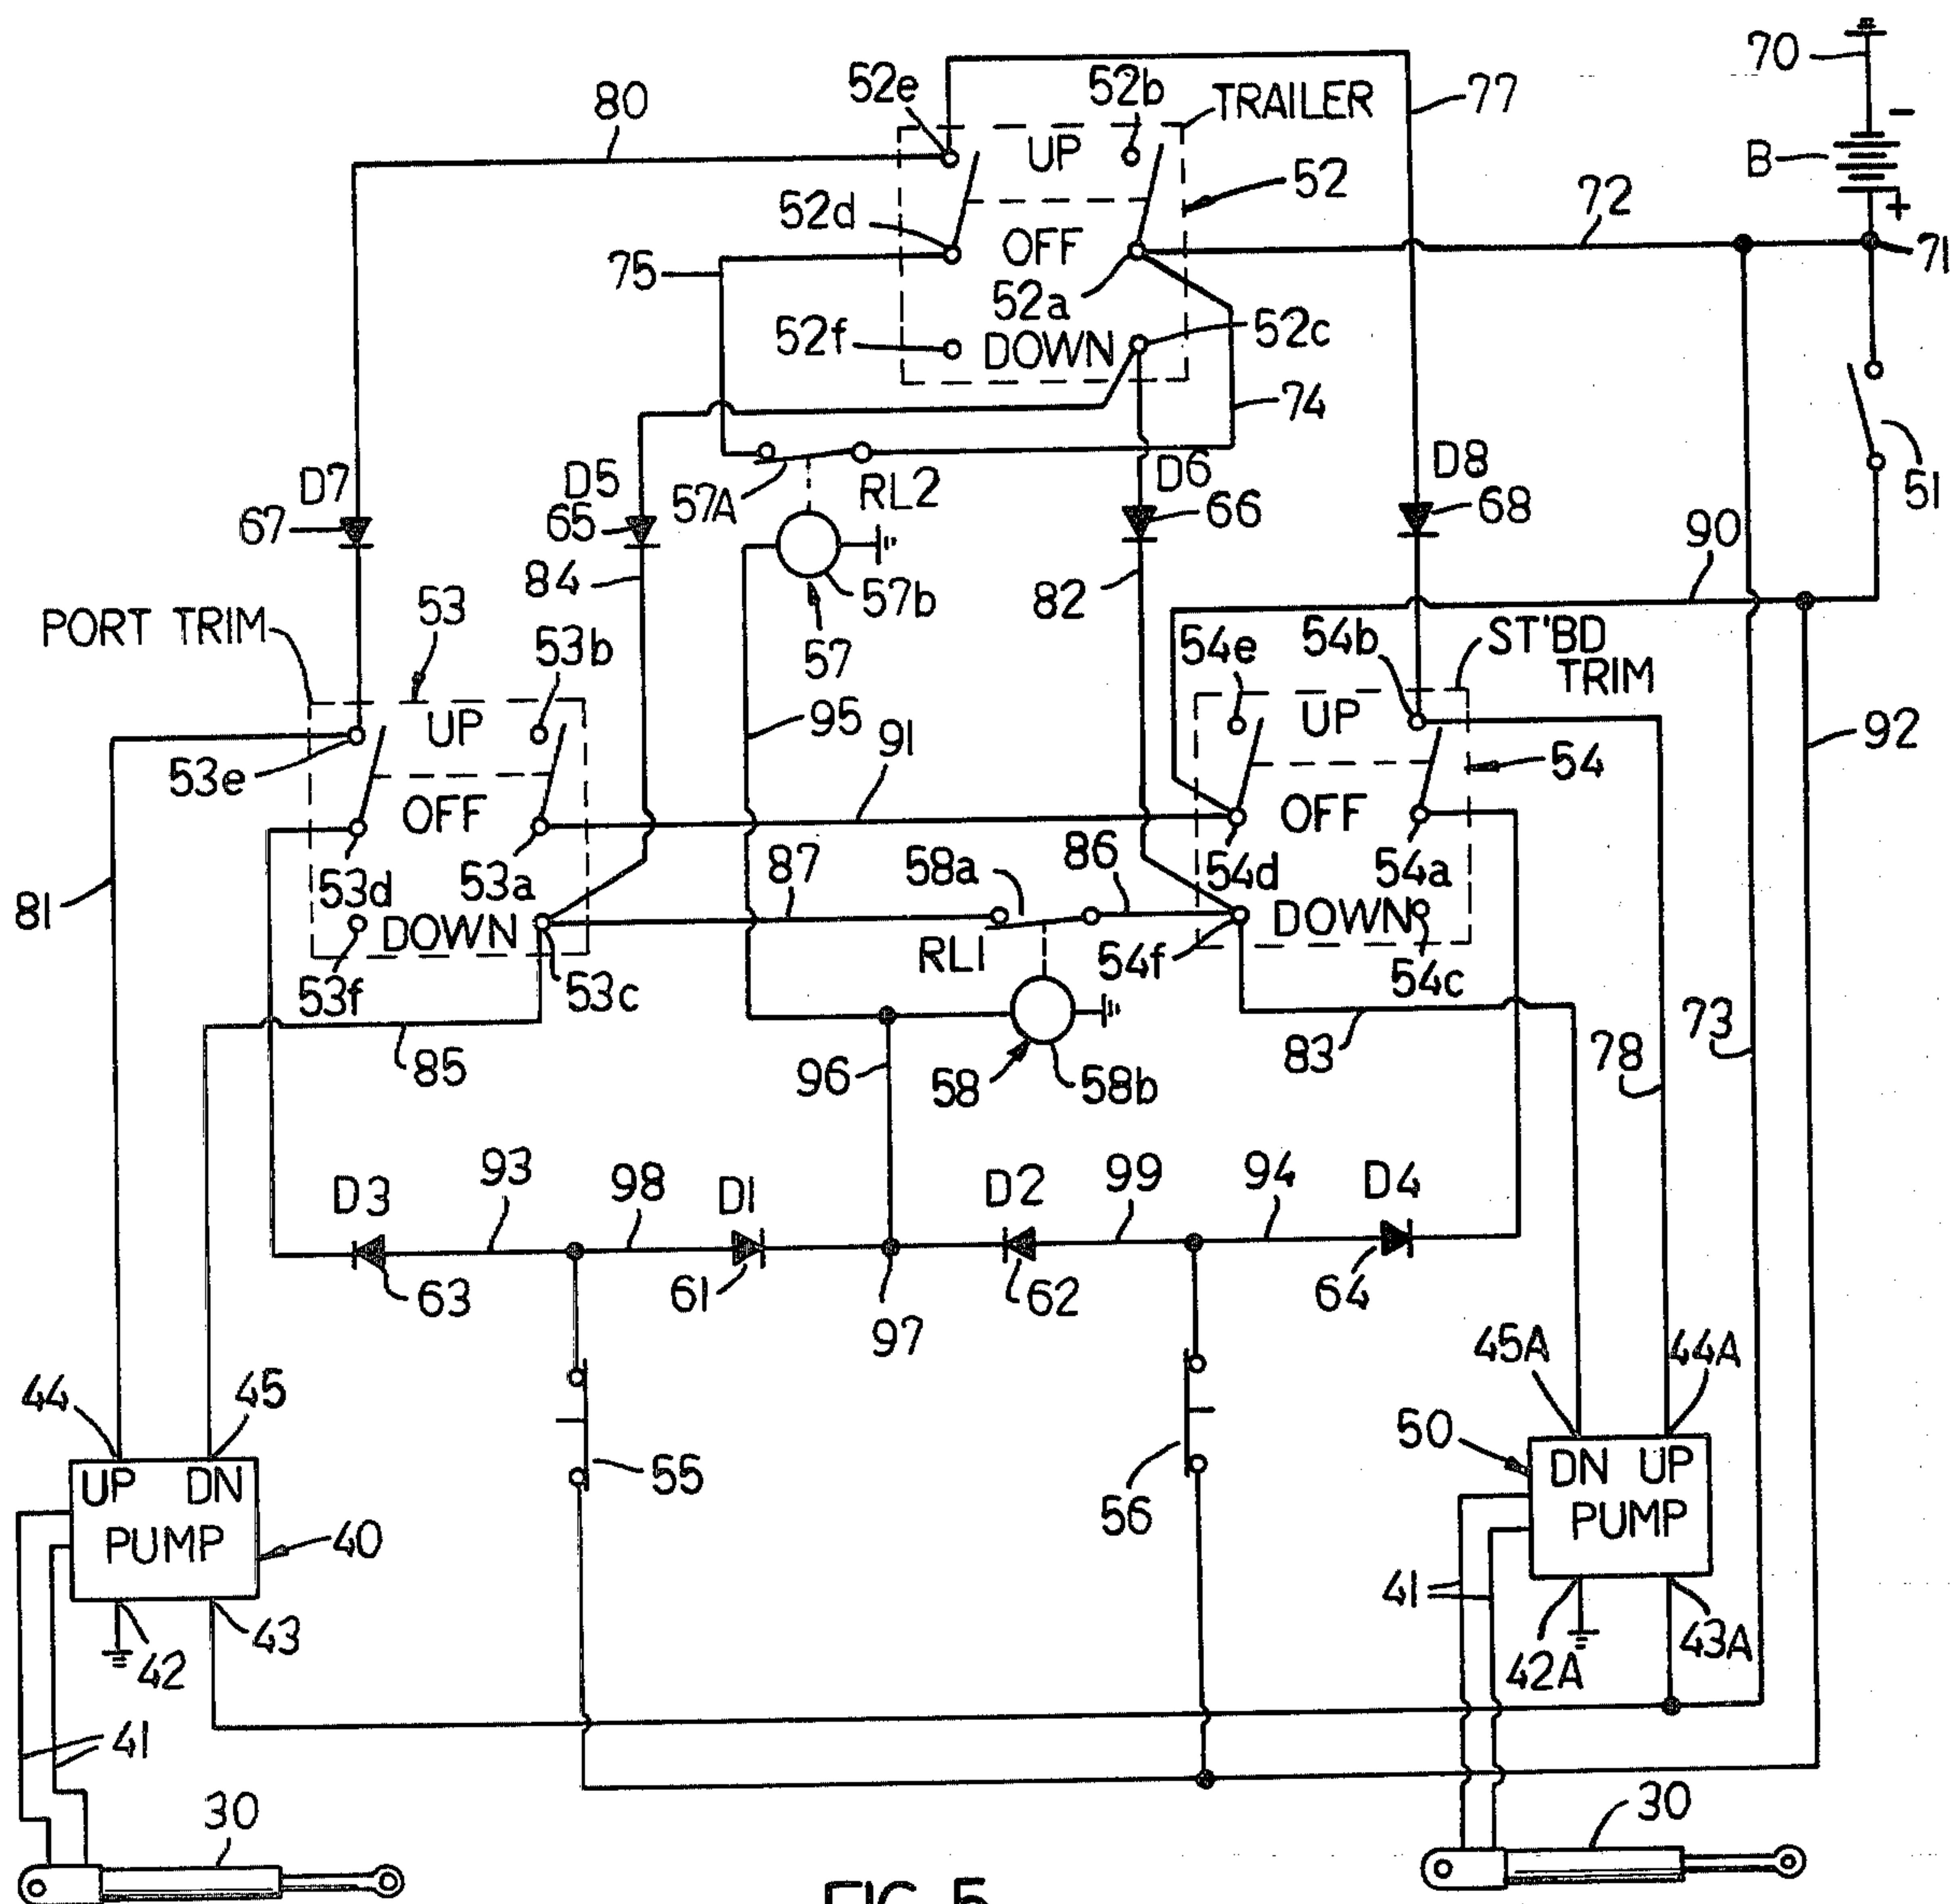 70
52e
52b
TRAILER
77
80
UP
B
-
52
72
+
52d
OFF
71
75
52a
52f
DOWN
52c
74
D7
D5
D6
D8
51
67
65
57A
RL2
66
68
84
90
57b
82
PORT TRIM
53
53b
57
54e
54b
ST'BD
TRIM
UP
UP
95
91
92
53e
54
OFF
OFF
87
58a
86
53d
53a
54d
54a
81
DOWN
DOWN
RL1
54f
53f
53c
54c
73
85
83
78
96
58
58b
D3
93
98
D1
D2
99
94
D4
63
61
62
64
97
45A
44A
44
45
50
55
UP
DN
56
DN
UP
PUMP
40
PUMP
41
43
42
43A
42A
41
30
30
FIG. 5